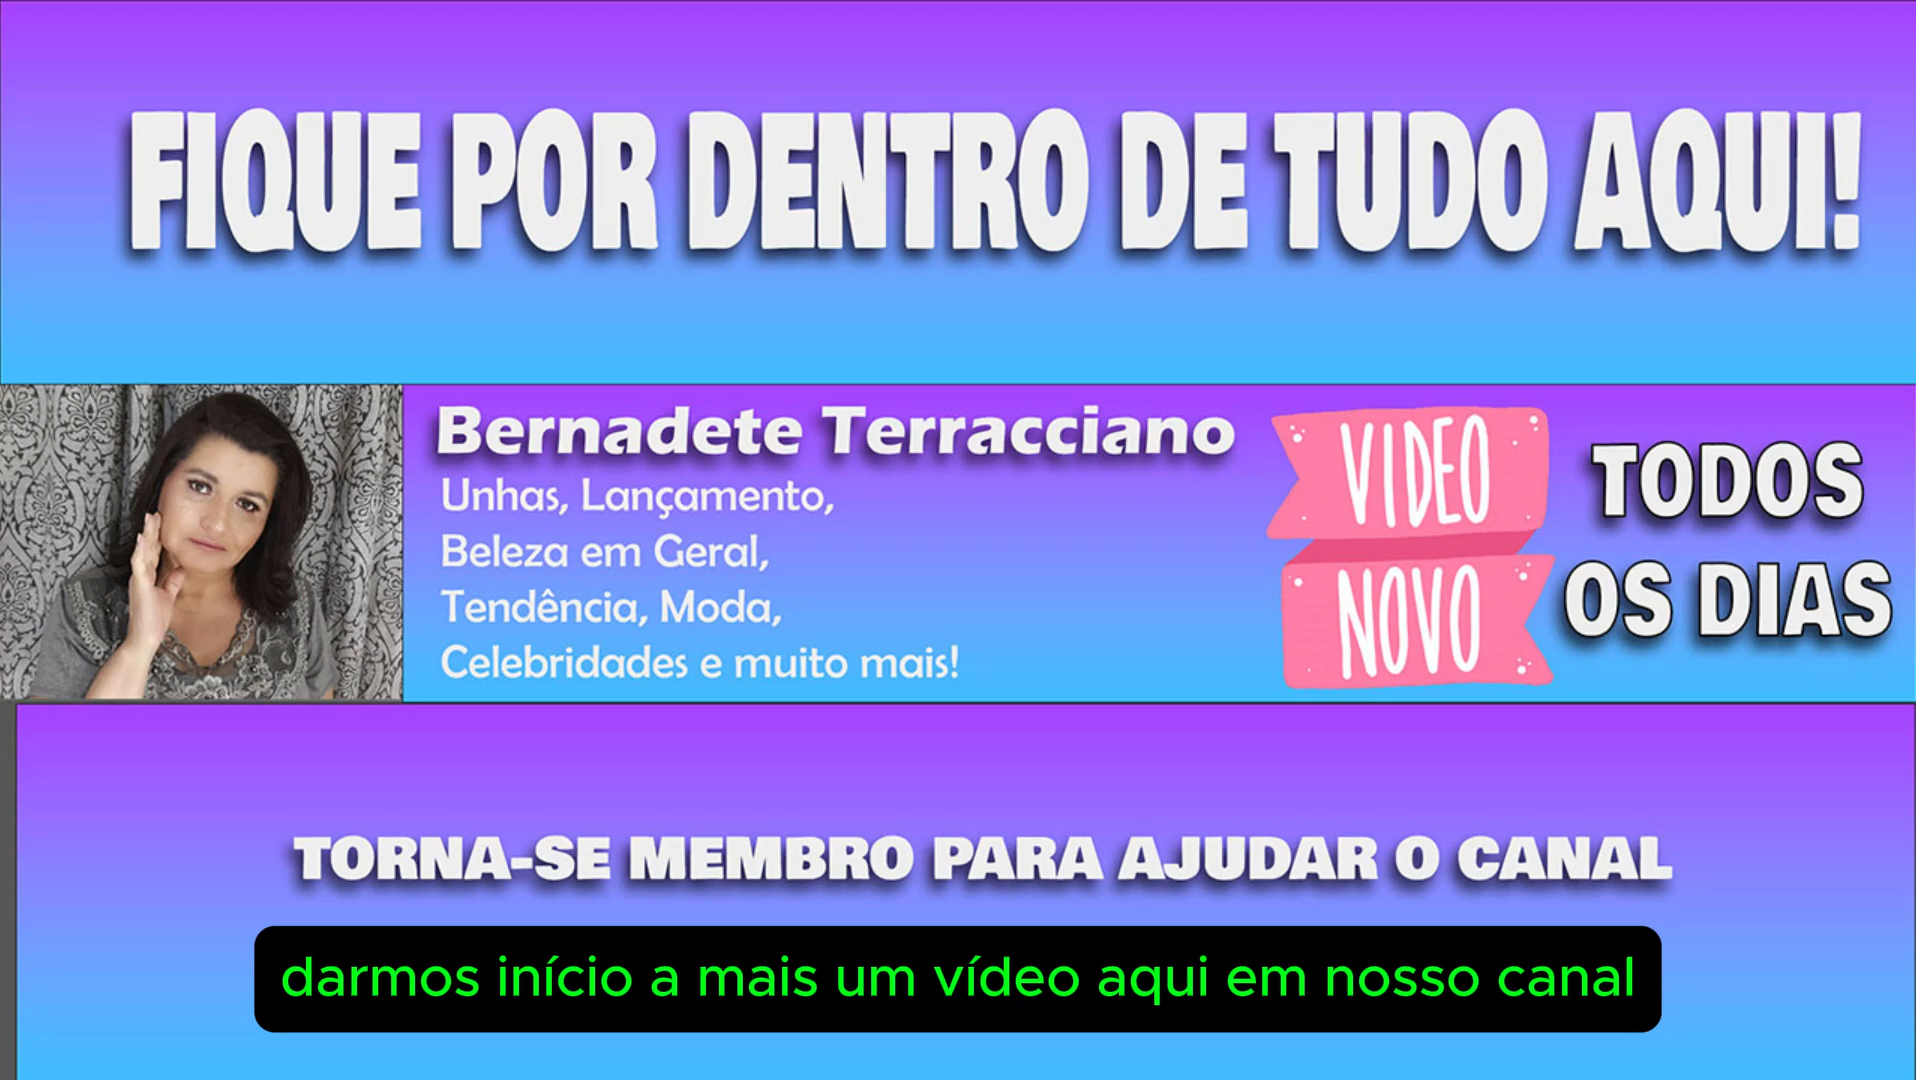 FIQUE POR DENTRO DE TUDO AQUI!
Bernadete Terracciano
Unhas, Lançamento,
Beleza em Geral,
Tendência, Moda,
Celebridades e muito mais!
VIDEO
NOVO
TODOS
OS DIAS
TORNA-SE MEMBRO PARA AJUDAR O CANAL
darmos início a mais um vídeo aqui em nosso canal